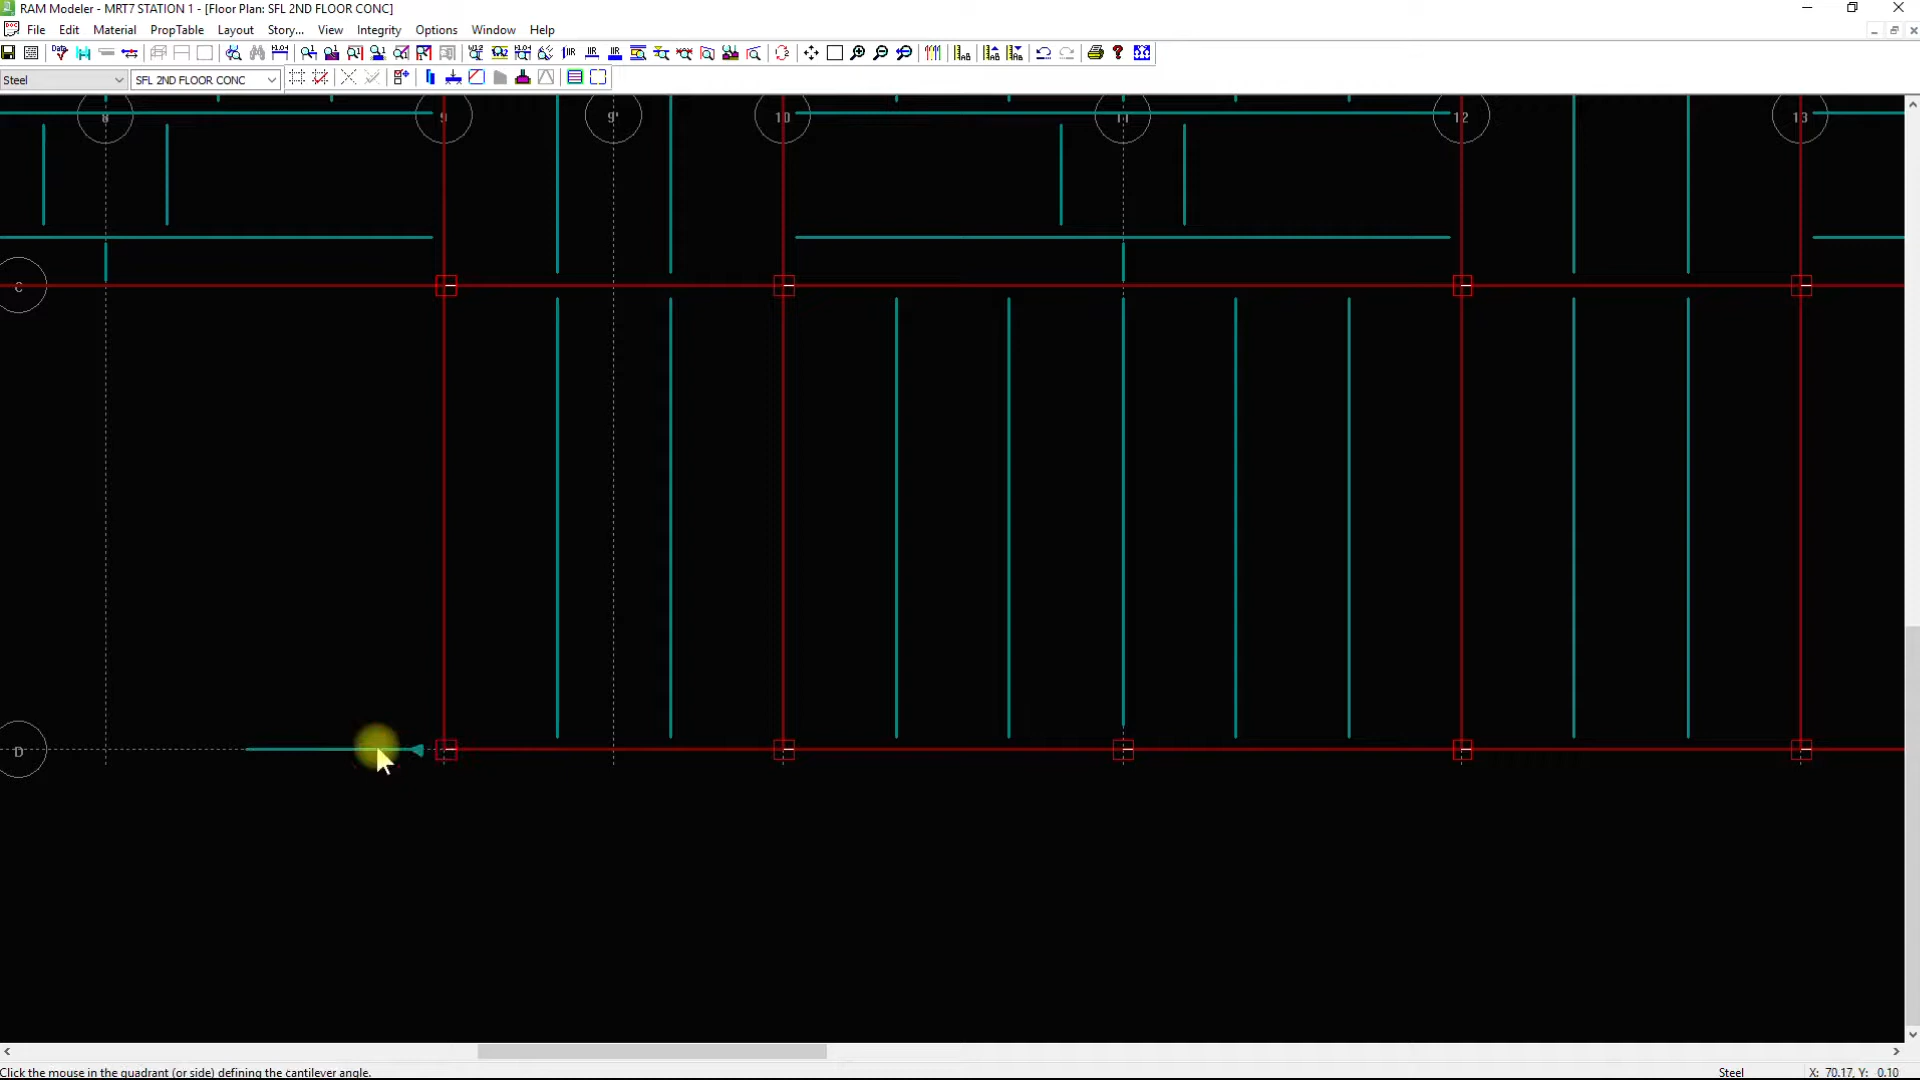 RAM Modeler - MRT7 STATION 1 - [Floor Plan: SFL 2ND FLOOR CONC]
File Edit Material PropTable Layout Story... View Integrity Options Window Help
Steel SFL 2ND FLOOR CONC
8 9 9' 10 11 12 13
C
D
Click the mouse in the quadrant (or side) defining the cantilever angle. Steel X: 70.17, Y: 0.10